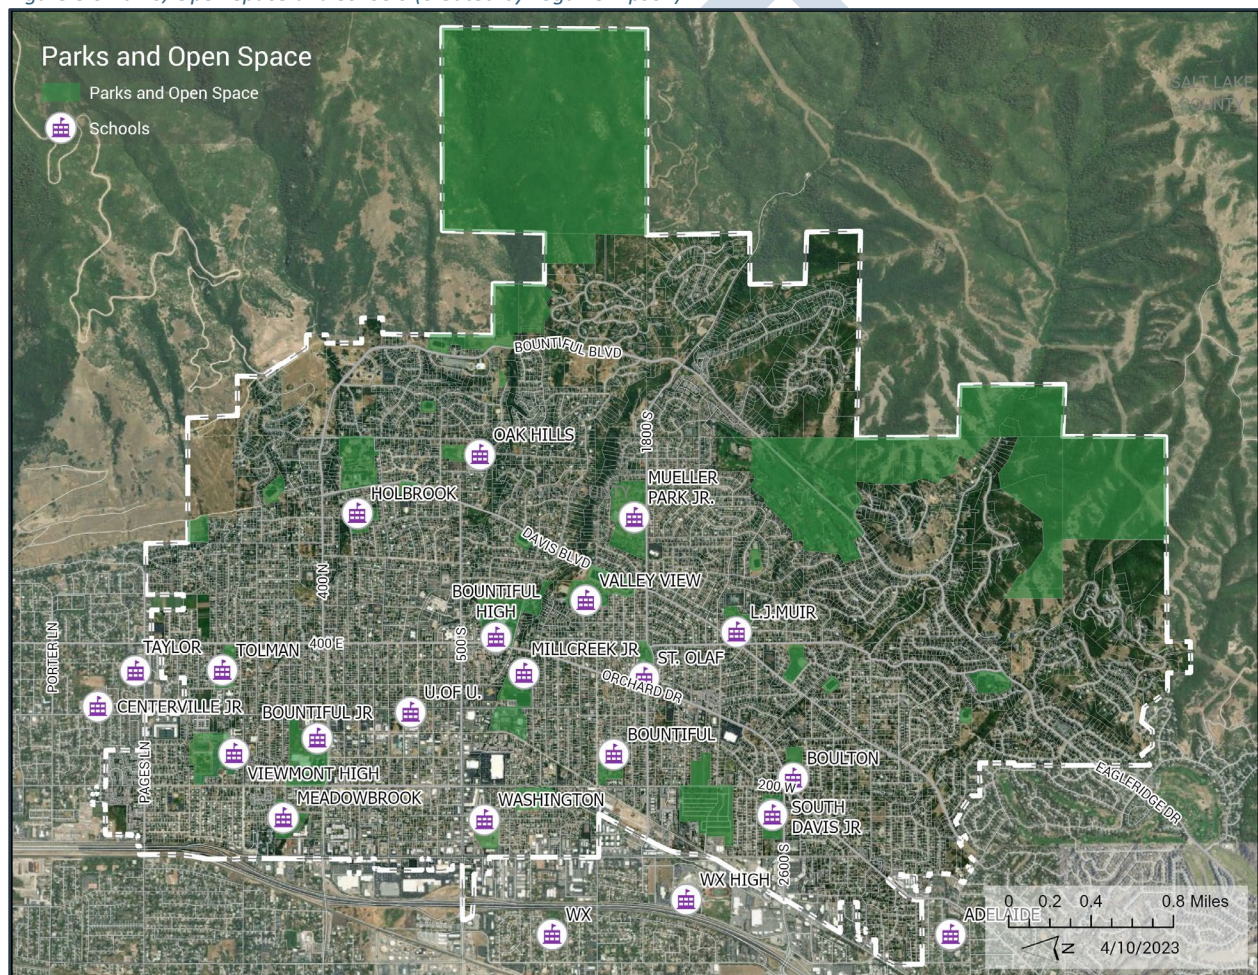 Parks and Open Space
Parks and Open Space
Schools
SALT LAKE
COUNTY
BOUNTIFUL BLVD
1800 S
OAK HILLS
HOLBROOK
MUELLER
PARK JR.
DAVIS BLVD
400 N
VALLEY VIEW
BOUNTIFUL
HIGH
L.J.MUIR
PORTER LN
TAYLOR
TOLMAN
400 E
500 S
MILLCREEK JR
ST. OLAF
ORCHARD DR
CENTERVILLE JR
BOUNTIFUL JR
U.OF U.
BOUNTIFUL
BOULTON
PAGES LN
VIEWMONT HIGH
200 W
EAGLERIDGE DR
MEADOWBROOK
WASHINGTON
SOUTH
DAVIS JR
2600 S
WX HIGH
WX
ADELAIDE
0 0.2 0.4 0.8 Miles
N 4/10/2023